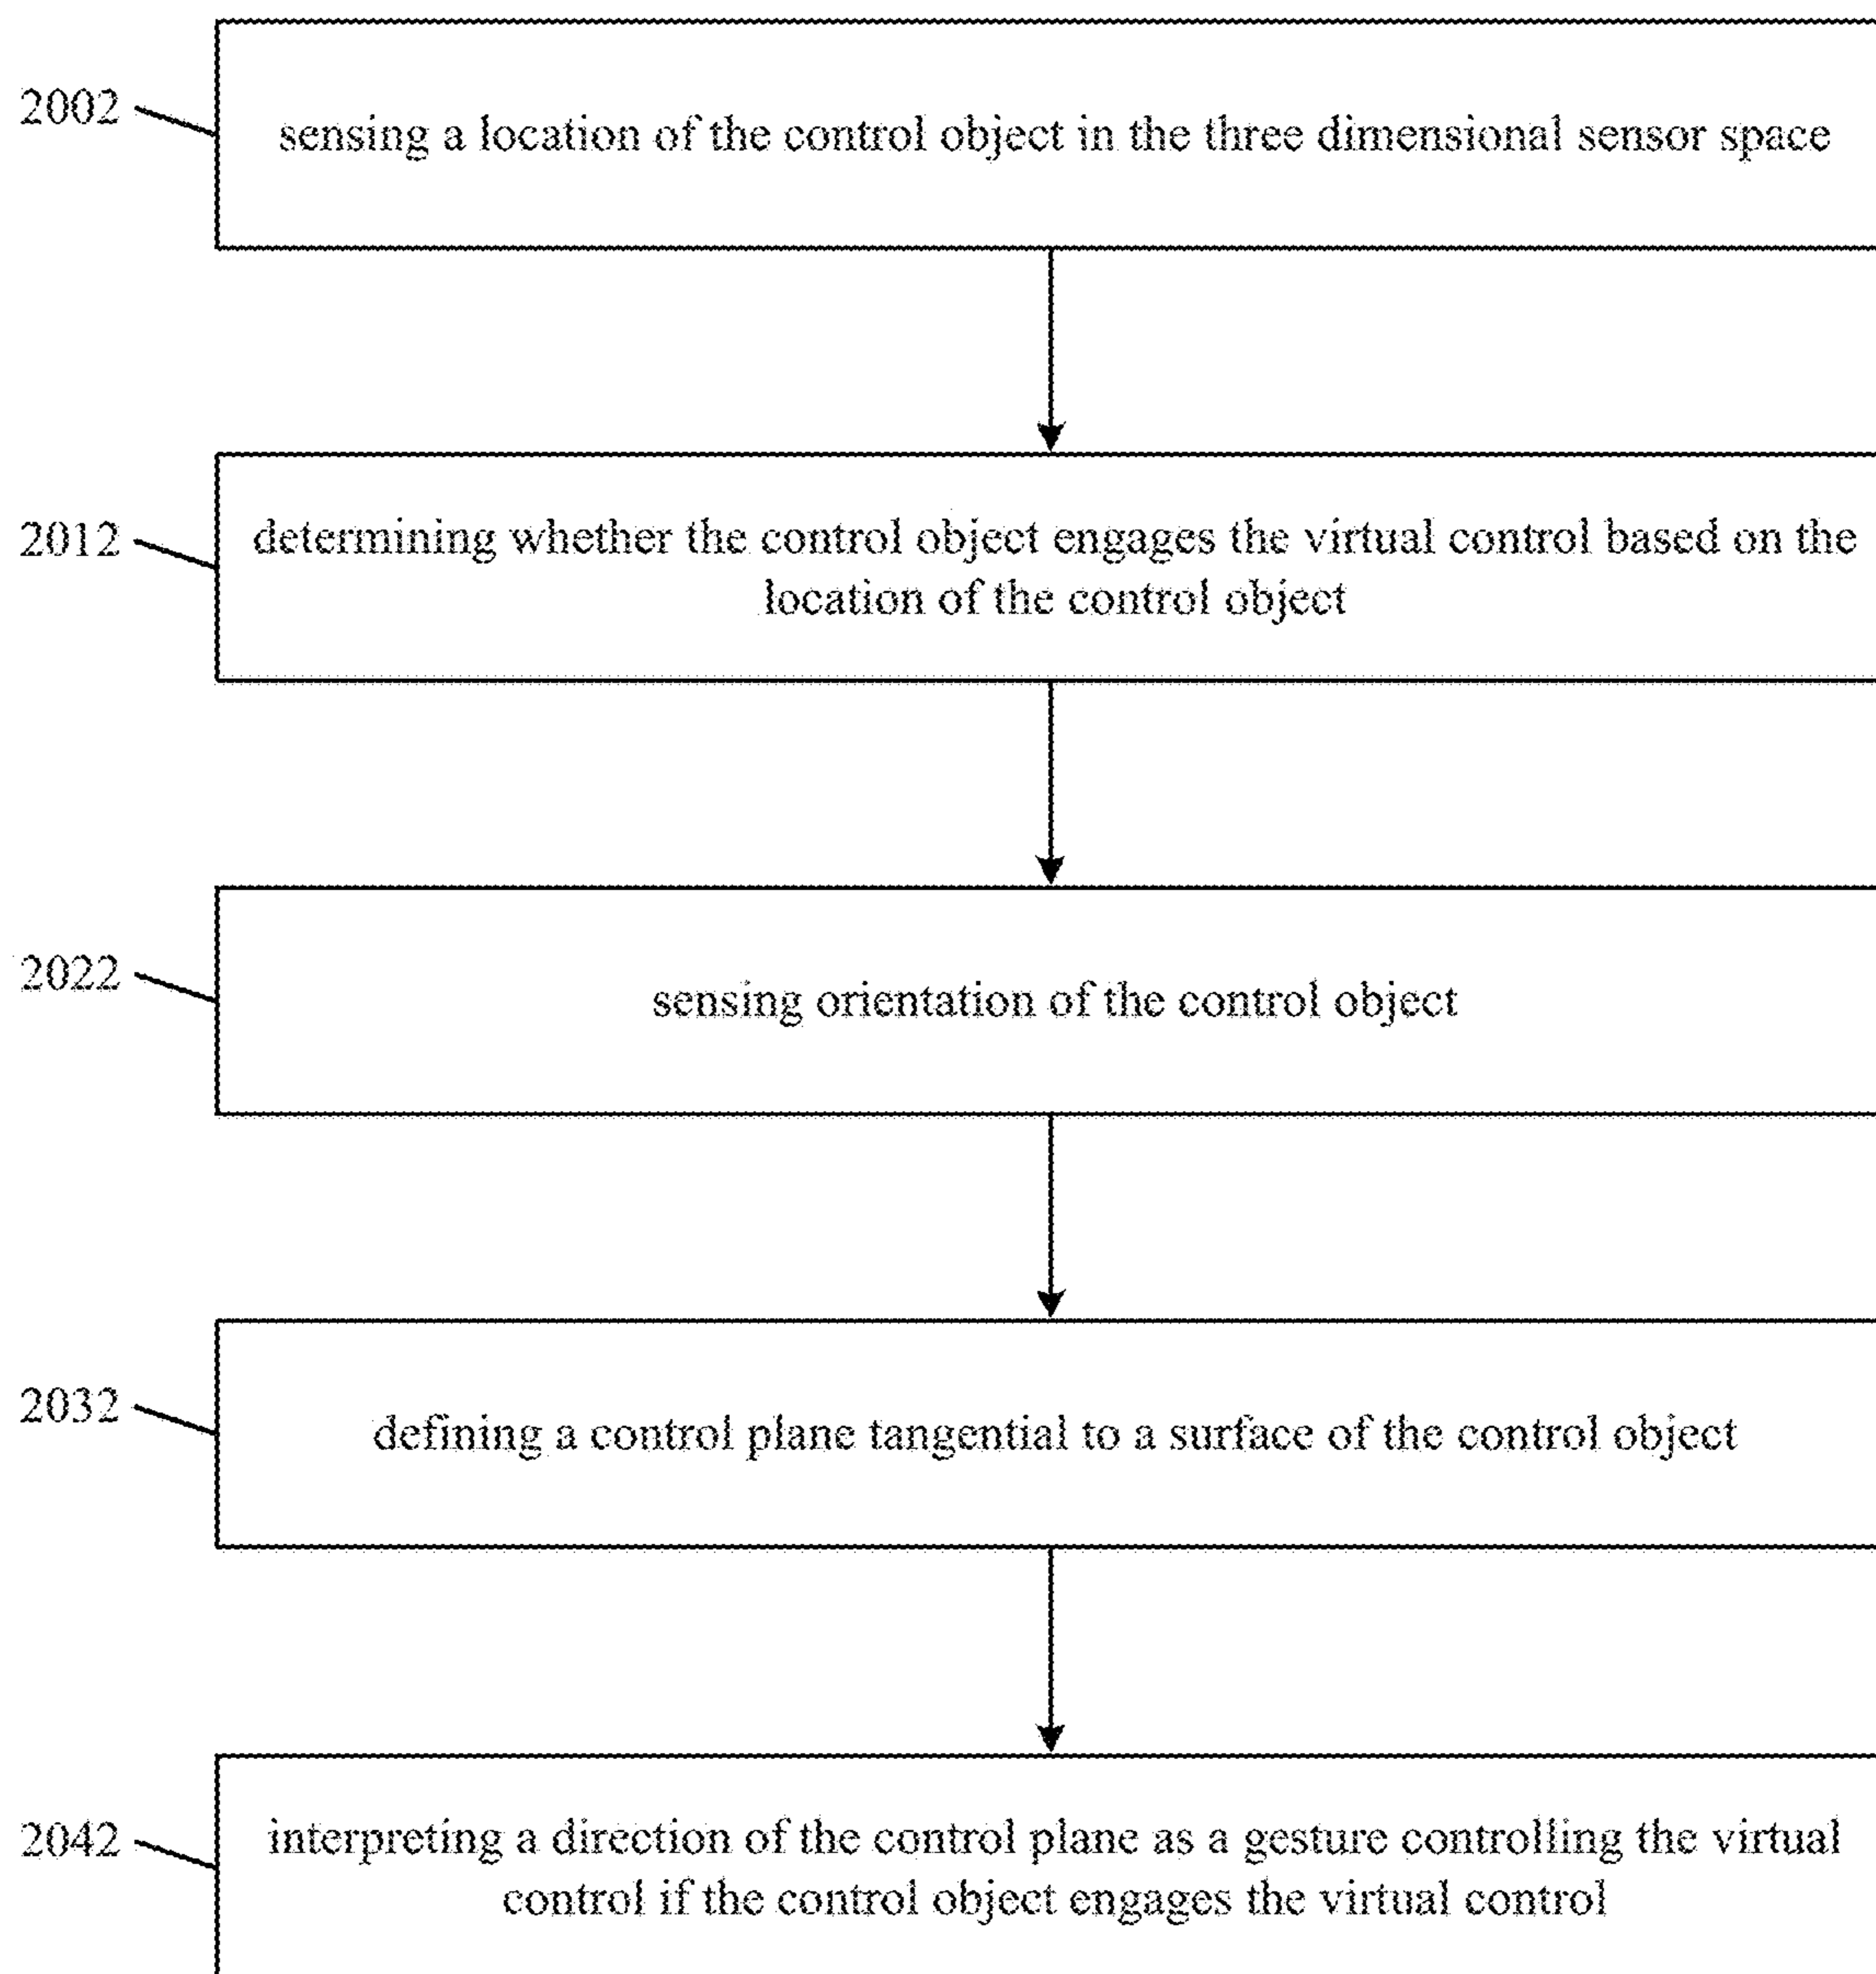 2002
sensing a location of the control object in the three dimensional sensor space
2012
determining whether the control object engages the virtual control based on the
location of the control object
2022
sensing orientation of the control object
2032
defining a control plane tangential to a surface of the control object
2042
interpreting a direction of the control plane as a gesture controlling the virtual
control if the control object engages the virtual control